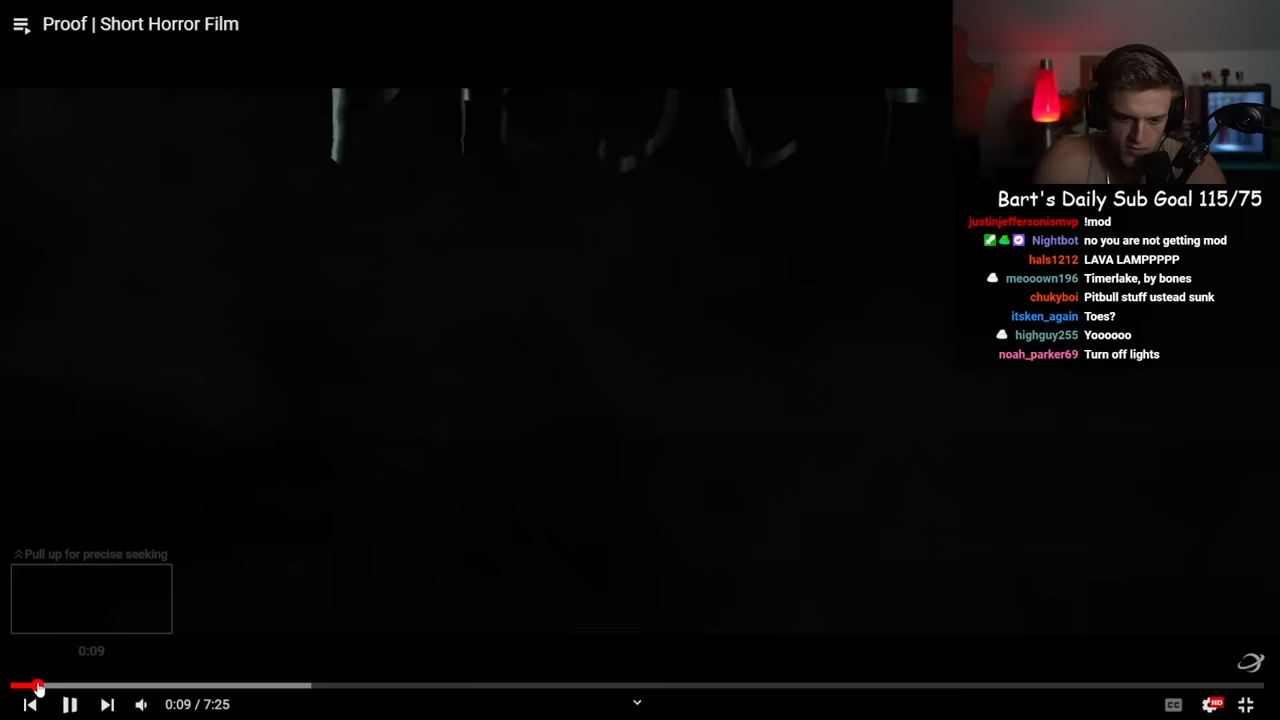 Proof | Short Horror Film
Bart's Daily Sub Goal 115/75
justinjeffersonismvp !mod
Nightbot no you are not getting mod
hals1212 LAVA LAMPPPPP
meooown196 Timerlake, by bones
chukyboi Pitbull stuff ustead sunk
itsken_again Toes?
highguy255 Yoooooo
noah_parker69 Turn off lights
Pull up for precise seeking
0:09
0:09 / 7:25
CC
HD